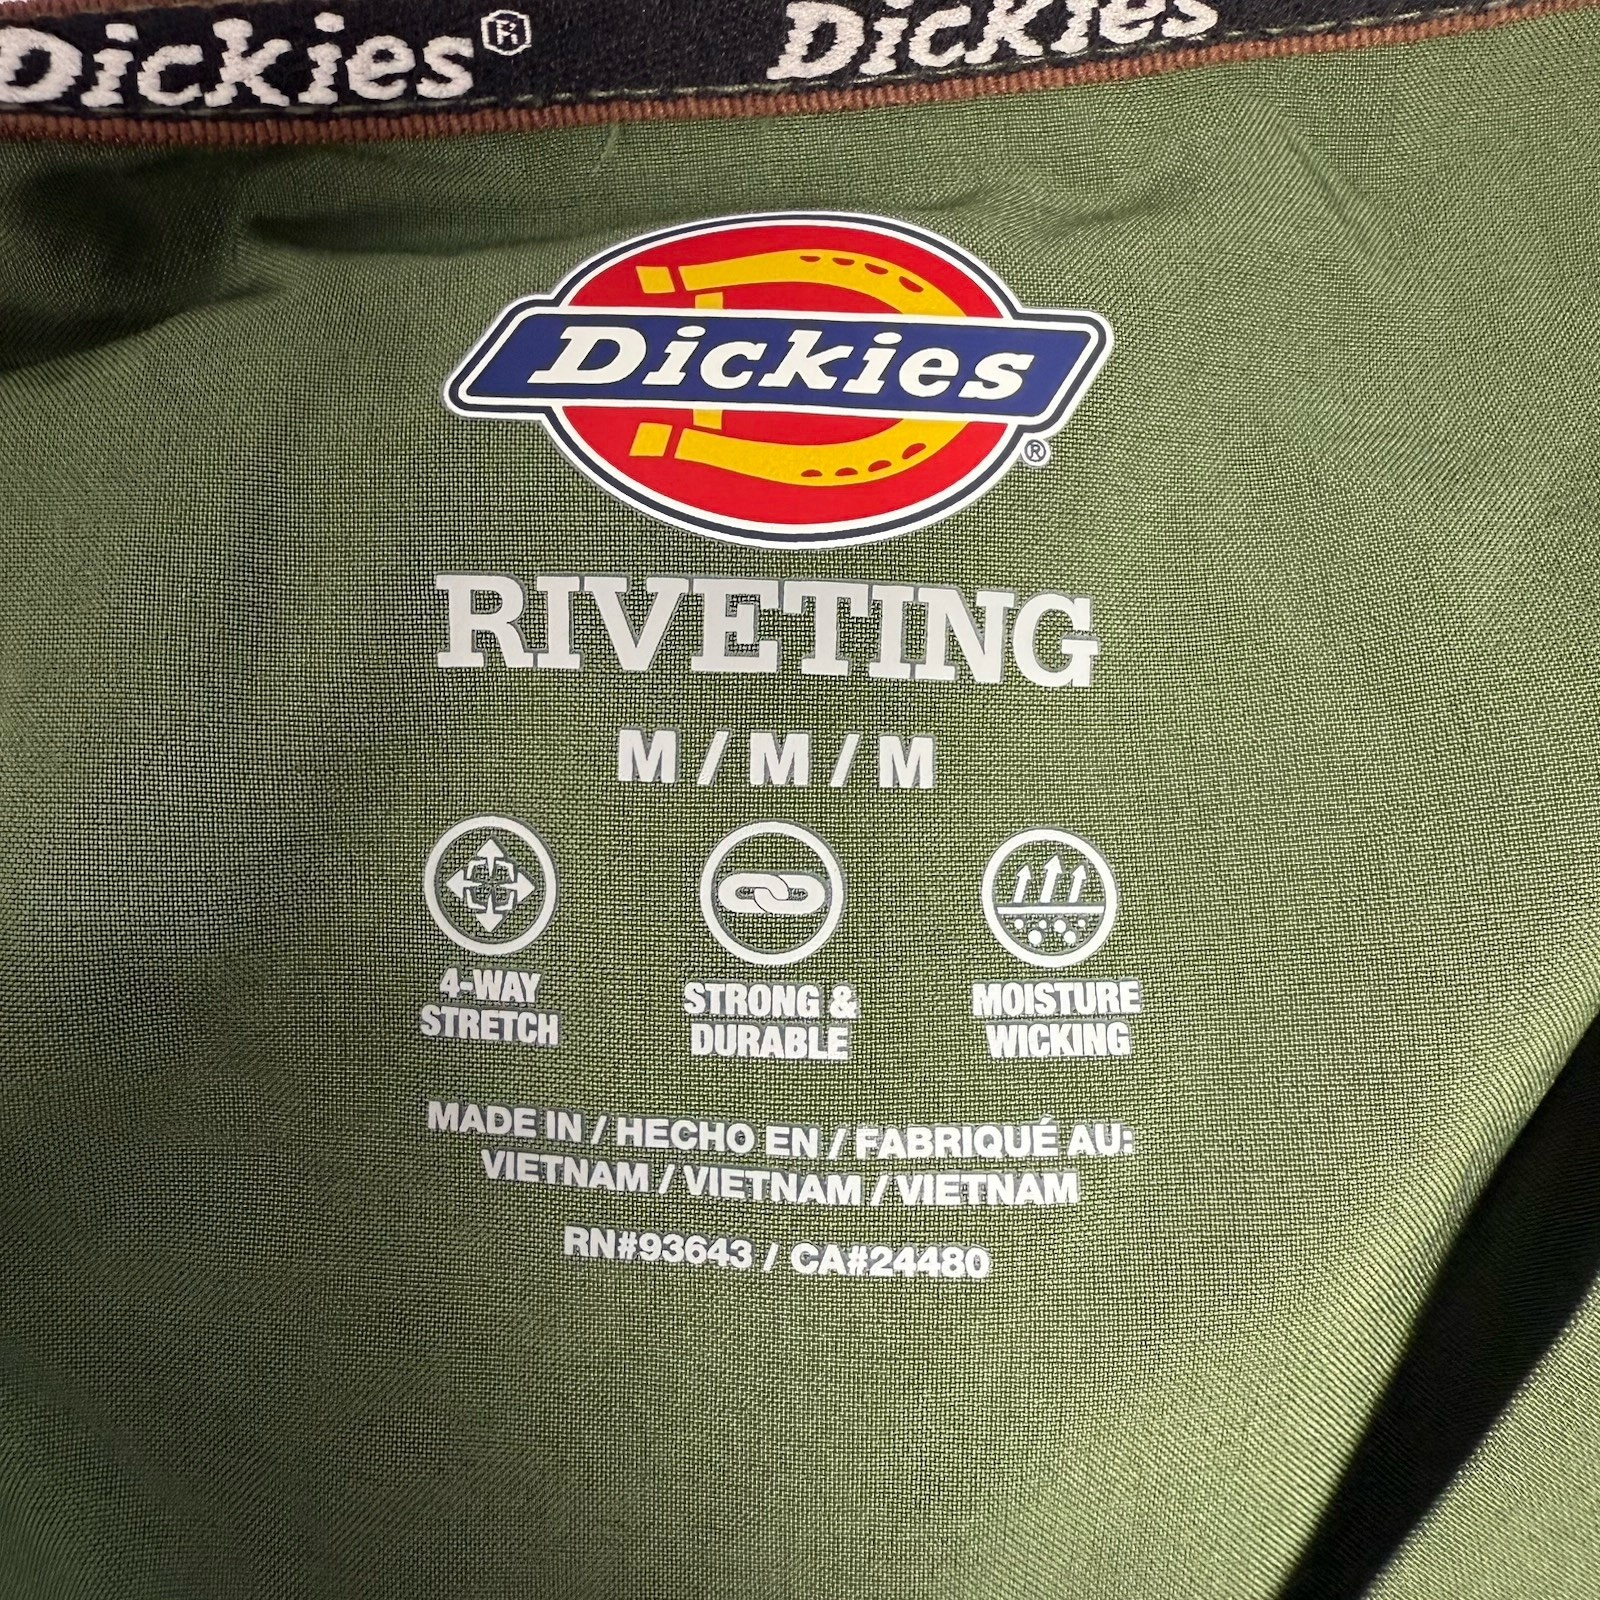 Dickies® Dickies
Dickies
®
RIVETING
M / M / M
4-WAY
STRETCH
STRONG &
DURABLE
MOISTURE
WICKING
MADE IN / HECHO EN / FABRIQUÉ AU:
VIETNAM / VIETNAM / VIETNAM
RN#93643 / CA#24480